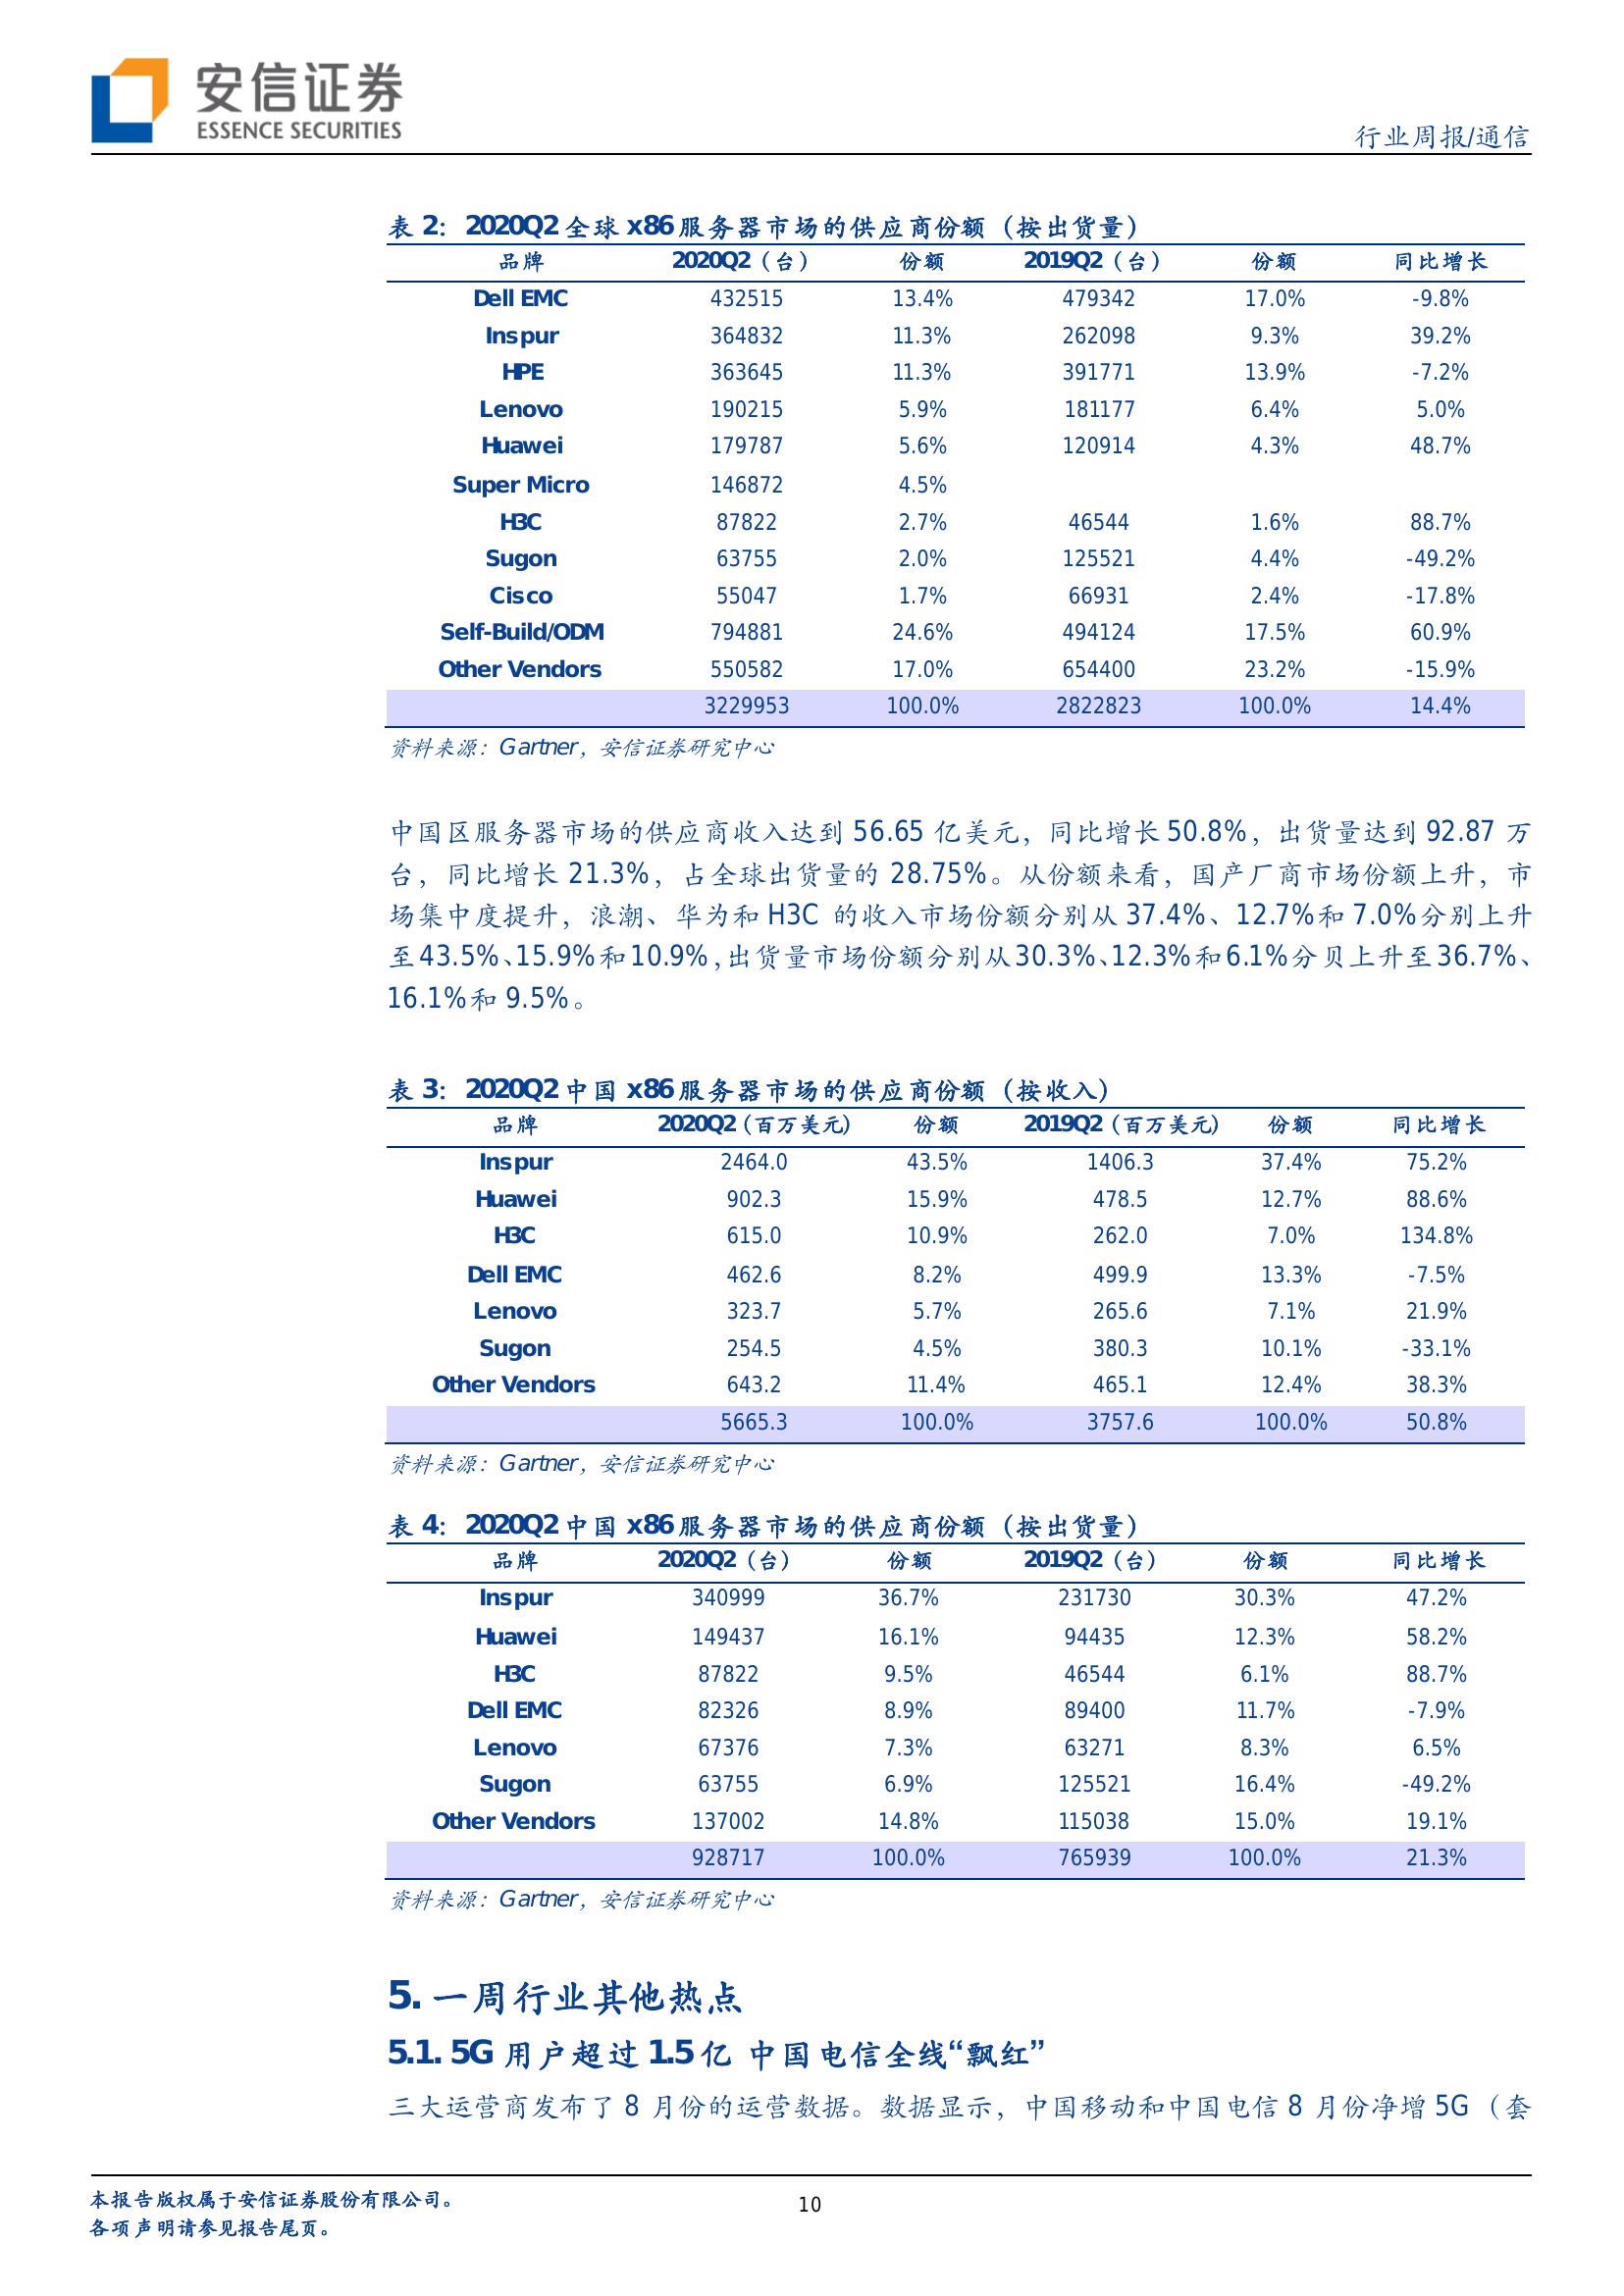 安信证券
ESSENCE SECURITIES
行业周报/通信
表 2：2020Q2 全球 x86 服务器市场的供应商份额（按出货量）
品牌 2020Q2（台） 份额 2019Q2（台） 份额 同比增长
Dell EMC 432515 13.4% 479342 17.0% -9.8%
Inspur 364832 11.3% 262098 9.3% 39.2%
HPE 363645 11.3% 391771 13.9% -7.2%
Lenovo 190215 5.9% 181177 6.4% 5.0%
Huawei 179787 5.6% 120914 4.3% 48.7%
Super Micro 146872 4.5%
H3C 87822 2.7% 46544 1.6% 88.7%
Sugon 63755 2.0% 125521 4.4% -49.2%
Cisco 55047 1.7% 66931 2.4% -17.8%
Self-Build/ODM 794881 24.6% 494124 17.5% 60.9%
Other Vendors 550582 17.0% 654400 23.2% -15.9%
3229953 100.0% 2822823 100.0% 14.4%
资料来源：Gartner，安信证券研究中心
中国区服务器市场的供应商收入达到 56.65 亿美元，同比增长 50.8%，出货量达到 92.87 万
台，同比增长 21.3%，占全球出货量的 28.75%。从份额来看，国产厂商市场份额上升，市
场集中度提升，浪潮、华为和 H3C 的收入市场份额分别从 37.4%、12.7%和 7.0%分别上升
至 43.5%、15.9%和 10.9%，出货量市场份额分别从 30.3%、12.3%和 6.1%分贝上升至 36.7%、
16.1%和 9.5%。
表 3：2020Q2 中国 x86 服务器市场的供应商份额（按收入）
品牌 2020Q2（百万美元） 份额 2019Q2（百万美元） 份额 同比增长
Inspur 2464.0 43.5% 1406.3 37.4% 75.2%
Huawei 902.3 15.9% 478.5 12.7% 88.6%
H3C 615.0 10.9% 262.0 7.0% 134.8%
Dell EMC 462.6 8.2% 499.9 13.3% -7.5%
Lenovo 323.7 5.7% 265.6 7.1% 21.9%
Sugon 254.5 4.5% 380.3 10.1% -33.1%
Other Vendors 643.2 11.4% 465.1 12.4% 38.3%
5665.3 100.0% 3757.6 100.0% 50.8%
资料来源：Gartner，安信证券研究中心
表 4：2020Q2 中国 x86 服务器市场的供应商份额（按出货量）
品牌 2020Q2（台） 份额 2019Q2（台） 份额 同比增长
Inspur 340999 36.7% 231730 30.3% 47.2%
Huawei 149437 16.1% 94435 12.3% 58.2%
H3C 87822 9.5% 46544 6.1% 88.7%
Dell EMC 82326 8.9% 89400 11.7% -7.9%
Lenovo 67376 7.3% 63271 8.3% 6.5%
Sugon 63755 6.9% 125521 16.4% -49.2%
Other Vendors 137002 14.8% 115038 15.0% 19.1%
928717 100.0% 765939 100.0% 21.3%
资料来源：Gartner，安信证券研究中心
5. 一周行业其他热点
5.1. 5G 用户超过 1.5 亿 中国电信全线“飘红”
三大运营商发布了 8 月份的运营数据。数据显示，中国移动和中国电信 8 月份净增 5G（套
本报告版权属于安信证券股份有限公司。
各项声明请参见报告尾页。
10